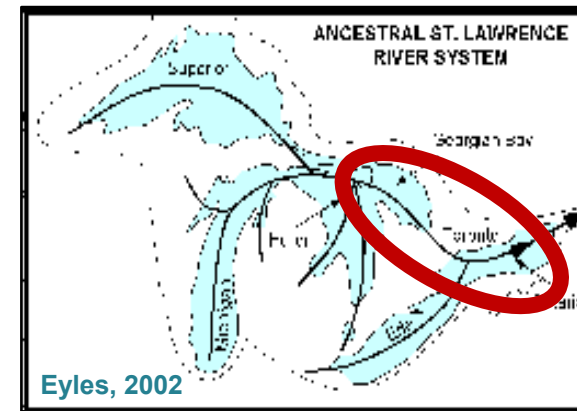 ANCESTRAL ST. LAWRENCE
RIVER SYSTEM
Superior
Georgian Bay
Huron
Toronto
Michigan
Erie
Eyles, 2002